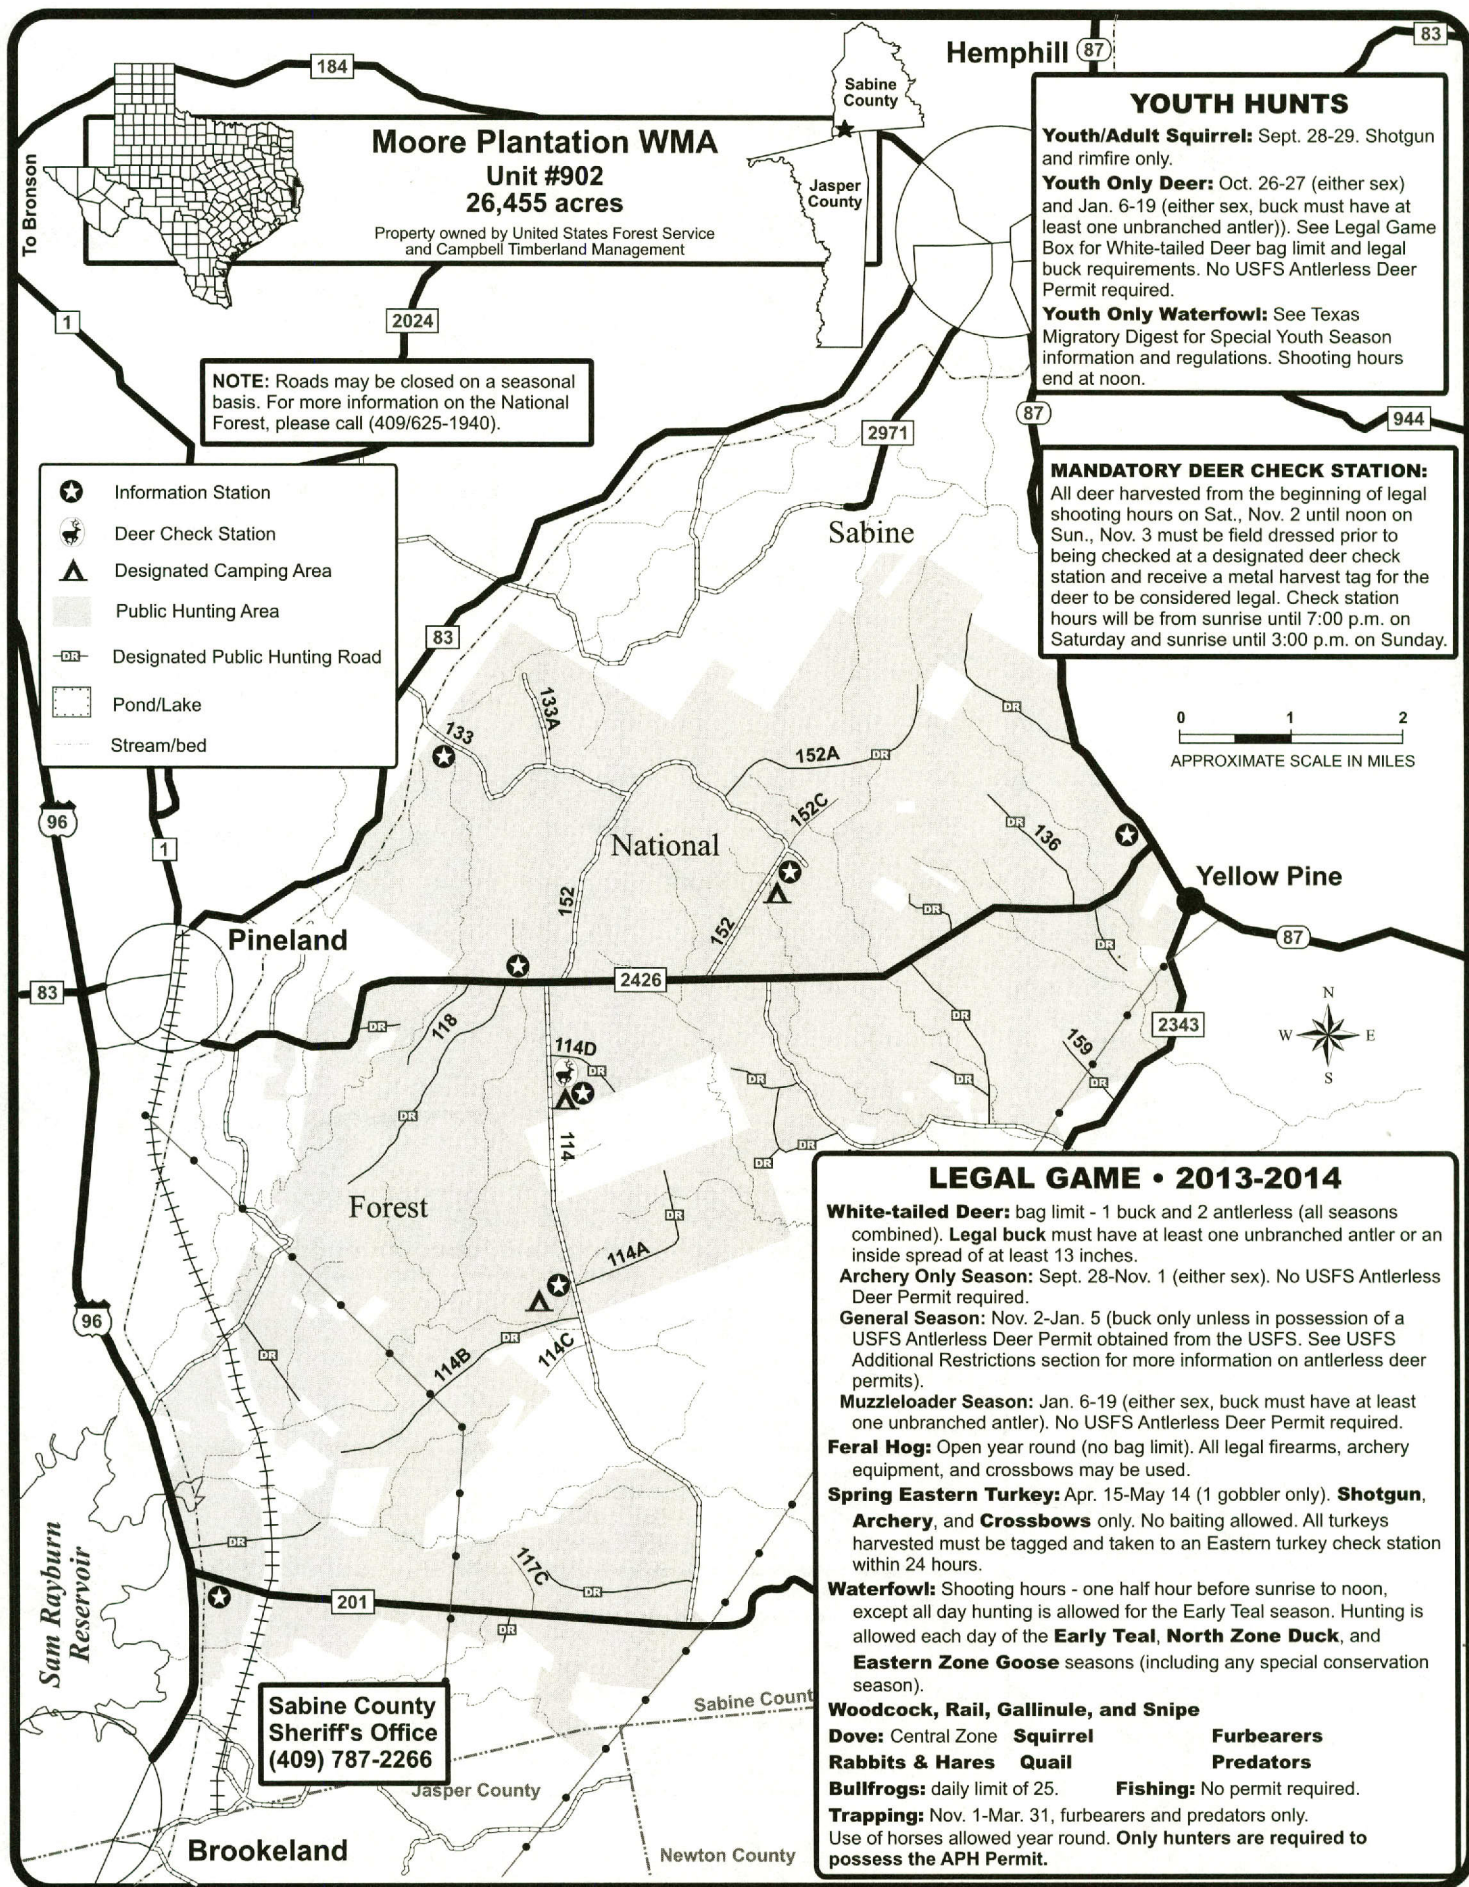 Hemphill
87
83
184
Sabine
County
Jasper
County
To Bronson
Moore Plantation WMA
Unit #902
26,455 acres
Property owned by United States Forest Service
and Campbell Timberland Management
YOUTH HUNTS
Youth/Adult Squirrel: Sept. 28-29. Shotgun
and rimfire only.
Youth Only Deer: Oct. 26-27 (either sex)
and Jan. 6-19 (either sex, buck must have at
least one unbranched antler)). See Legal Game
Box for White-tailed Deer bag limit and legal
buck requirements. No USFS Antlerless Deer
Permit required.
Youth Only Waterfowl: See Texas
Migratory Digest for Special Youth Season
information and regulations. Shooting hours
end at noon.
1
2024
NOTE: Roads may be closed on a seasonal
basis. For more information on the National
Forest, please call (409/625-1940).
2971
87
944
MANDATORY DEER CHECK STATION:
All deer harvested from the beginning of legal
shooting hours on Sat., Nov. 2 until noon on
Sun., Nov. 3 must be field dressed prior to
being checked at a designated deer check
station and receive a metal harvest tag for the
deer to be considered legal. Check station
hours will be from sunrise until 7:00 p.m. on
Saturday and sunrise until 3:00 p.m. on Sunday.
Information Station
Deer Check Station
Designated Camping Area
Public Hunting Area
DR
Designated Public Hunting Road
Pond/Lake
Stream/bed
Sabine
83
133
133A
DR
0 1 2
APPROXIMATE SCALE IN MILES
152A
DR
152C
DR
136
96
1
National
152
152
Yellow Pine
87
DR
DR
Pineland
83
2426
DR
118
DR
2343
N
W E
S
114D
DR
159
DR
DR
DR
DR
114
DR
DR
Forest
DR
114A
96
DR
DR
114B
114C
LEGAL GAME • 2013-2014
White-tailed Deer: bag limit - 1 buck and 2 antlerless (all seasons
combined). Legal buck must have at least one unbranched antler or an
inside spread of at least 13 inches.
Archery Only Season: Sept. 28-Nov. 1 (either sex). No USFS Antlerless
Deer Permit required.
General Season: Nov. 2-Jan. 5 (buck only unless in possession of a
USFS Antlerless Deer Permit obtained from the USFS. See USFS
Additional Restrictions section for more information on antlerless deer
permits).
Muzzleloader Season: Jan. 6-19 (either sex, buck must have at least
one unbranched antler). No USFS Antlerless Deer Permit required.
Feral Hog: Open year round (no bag limit). All legal firearms, archery
equipment, and crossbows may be used.
Spring Eastern Turkey: Apr. 15-May 14 (1 gobbler only). Shotgun,
Archery, and Crossbows only. No baiting allowed. All turkeys
harvested must be tagged and taken to an Eastern turkey check station
within 24 hours.
Waterfowl: Shooting hours - one half hour before sunrise to noon,
except all day hunting is allowed for the Early Teal season. Hunting is
allowed each day of the Early Teal, North Zone Duck, and
Eastern Zone Goose seasons (including any special conservation
season).
Woodcock, Rail, Gallinule, and Snipe
Dove: Central Zone Squirrel Furbearers
Rabbits & Hares Quail Predators
Bullfrogs: daily limit of 25. Fishing: No permit required.
Trapping: Nov. 1-Mar. 31, furbearers and predators only.
Use of horses allowed year round. Only hunters are required to
possess the APH Permit.
Sam Rayburn
Reservoir
DR
117C
DR
201
DR
Sabine County
Sheriff's Office
(409) 787-2266
Sabine Count
Jasper County
Brookeland
Newton County